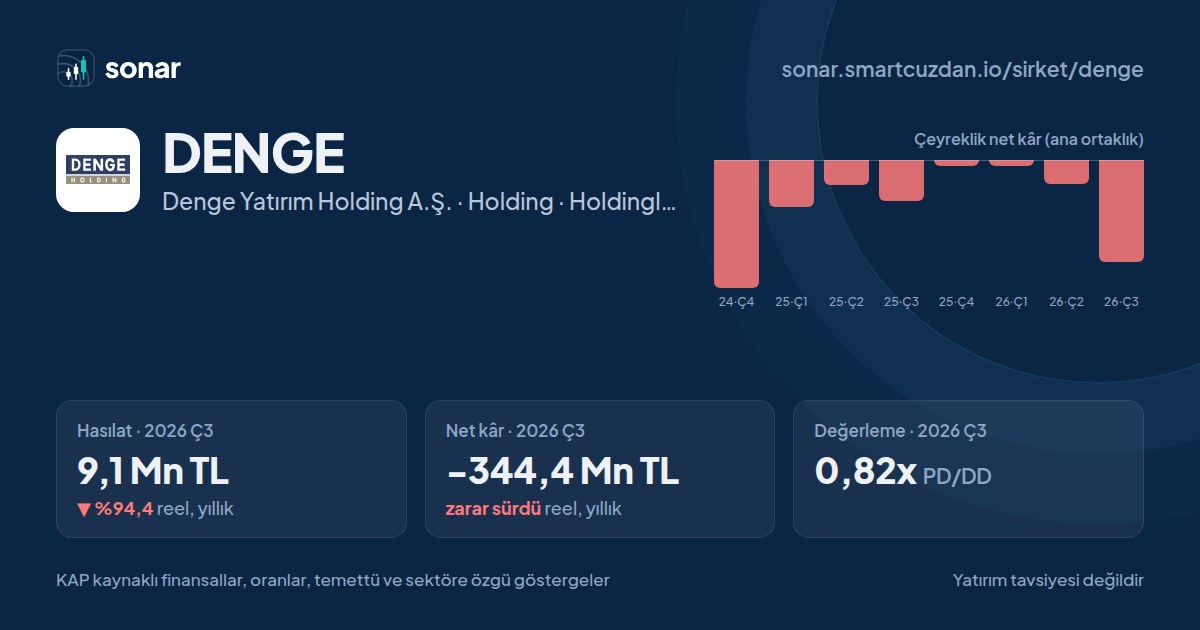 sonar
sonar.smartcuzdan.io/sirket/denge
DENGE
HOLDING
DENGE
Denge Yatırım Holding A.Ş. · Holding · Holdingl...
Çeyreklik net kâr (ana ortaklık)
24·Ç4 25·Ç1 25·Ç2 25·Ç3 25·Ç4 26·Ç1 26·Ç2 26·Ç3
Hasılat · 2026 Ç3
9,1 Mn TL
▼ %94,4 reel, yıllık
Net kâr · 2026 Ç3
-344,4 Mn TL
zarar sürdü reel, yıllık
Değerleme · 2026 Ç3
0,82x PD/DD
KAP kaynaklı finansallar, oranlar, temettü ve sektöre özgü göstergeler
Yatırım tavsiyesi değildir